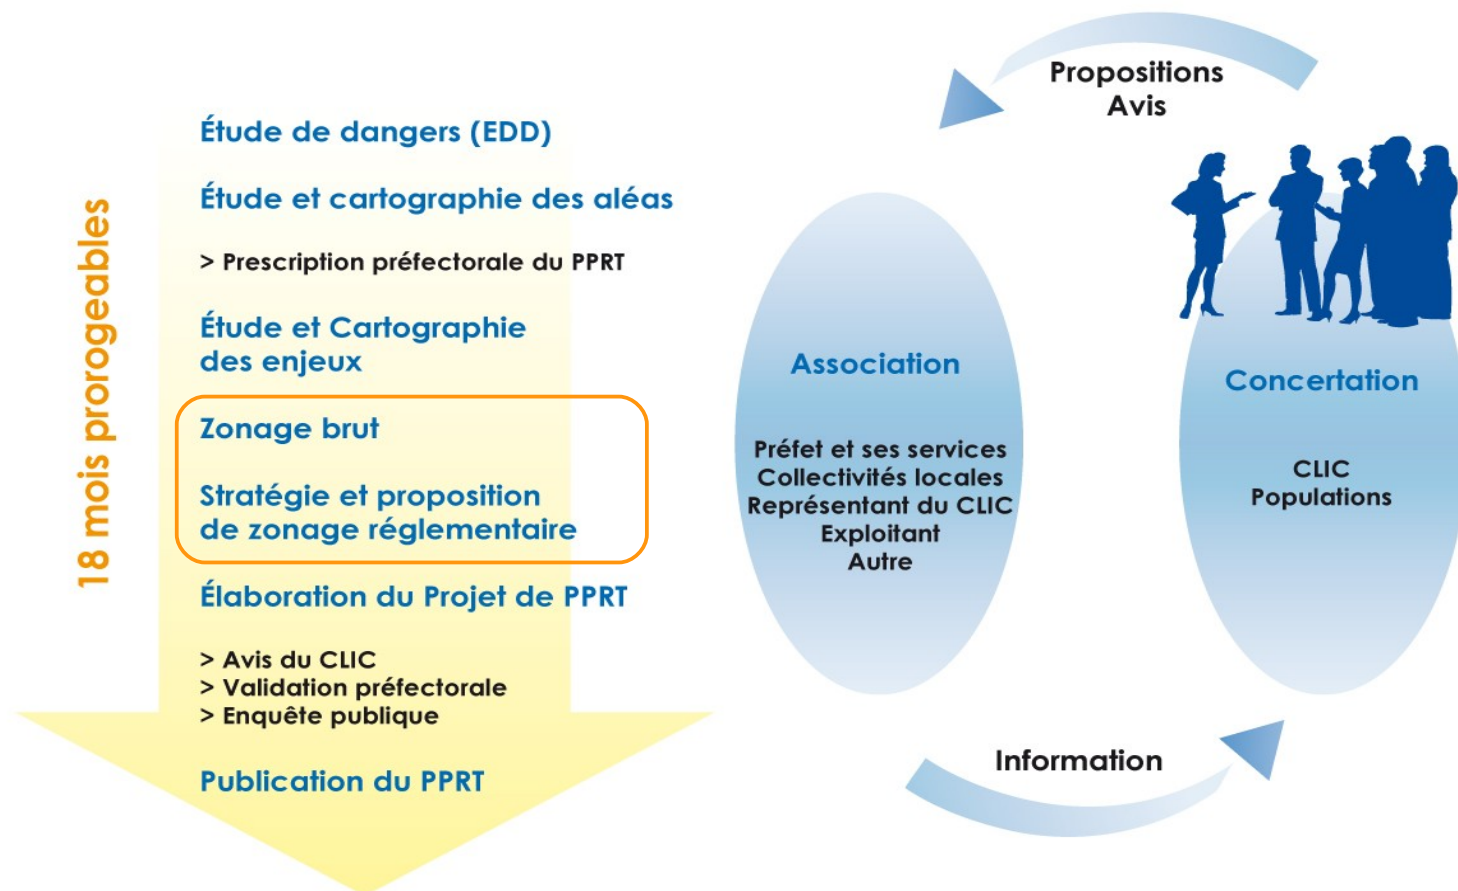 18 mois prorogeables
Étude de dangers (EDD)
Étude et cartographie des aléas
> Prescription préfectorale du PPRT
Étude et Cartographie
des enjeux
Zonage brut
Stratégie et proposition
de zonage réglementaire
Élaboration du Projet de PPRT
> Avis du CLIC
> Validation préfectorale
> Enquête publique
Publication du PPRT
Propositions
Avis
Association
Préfet et ses services
Collectivités locales
Représentant du CLIC
Exploitant
Autre
Concertation
CLIC
Populations
Information